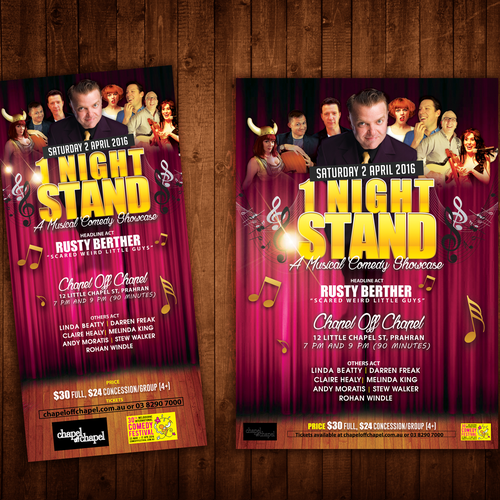 SATURDAY 2 APRIL 2016
1 NIGHT
STAND
A Musical Comedy Showcase
HEADLINE ACT
RUSTY BERTHER
"SCARED WEIRD LITTLE GUYS"
Chapel Off Chapel
12 LITTLE CHAPEL ST, PRAHRAN
7 PM AND 9 PM (90 MINUTES)
OTHERS ACT
LINDA BEATTY | DARREN FREAK
CLAIRE HEALY | MELINDA KING
ANDY MORATIS | STEW WALKER
ROHAN WINDLE
PRICE
$30 FULL, $24 CONCESSION/GROUP (4+)
TICKETS
chapeloffchapel.com.au or 03 8290 7000
chapel off chapel
COMEDY
FESTIVAL
SATURDAY 2 APRIL 2016
1 NIGHT
STAND
A Musical Comedy Showcase
HEADLINE ACT
RUSTY BERTHER
"SCARED WEIRD LITTLE GUYS"
Chapel Off Chapel
12 LITTLE CHAPEL ST, PRAHRAN
7 PM AND 9 PM (90 MINUTES)
OTHERS ACT
LINDA BEATTY | DARREN FREAK
CLAIRE HEALY | MELINDA KING
ANDY MORATIS | STEW WALKER
ROHAN WINDLE
PRICE $30 FULL, $24 CONCESSION/GROUP (4+)
Tickets available at chapeloffchapel.com.au or 03 8290 7000
chapel off chapel
COMEDY
FESTIVAL